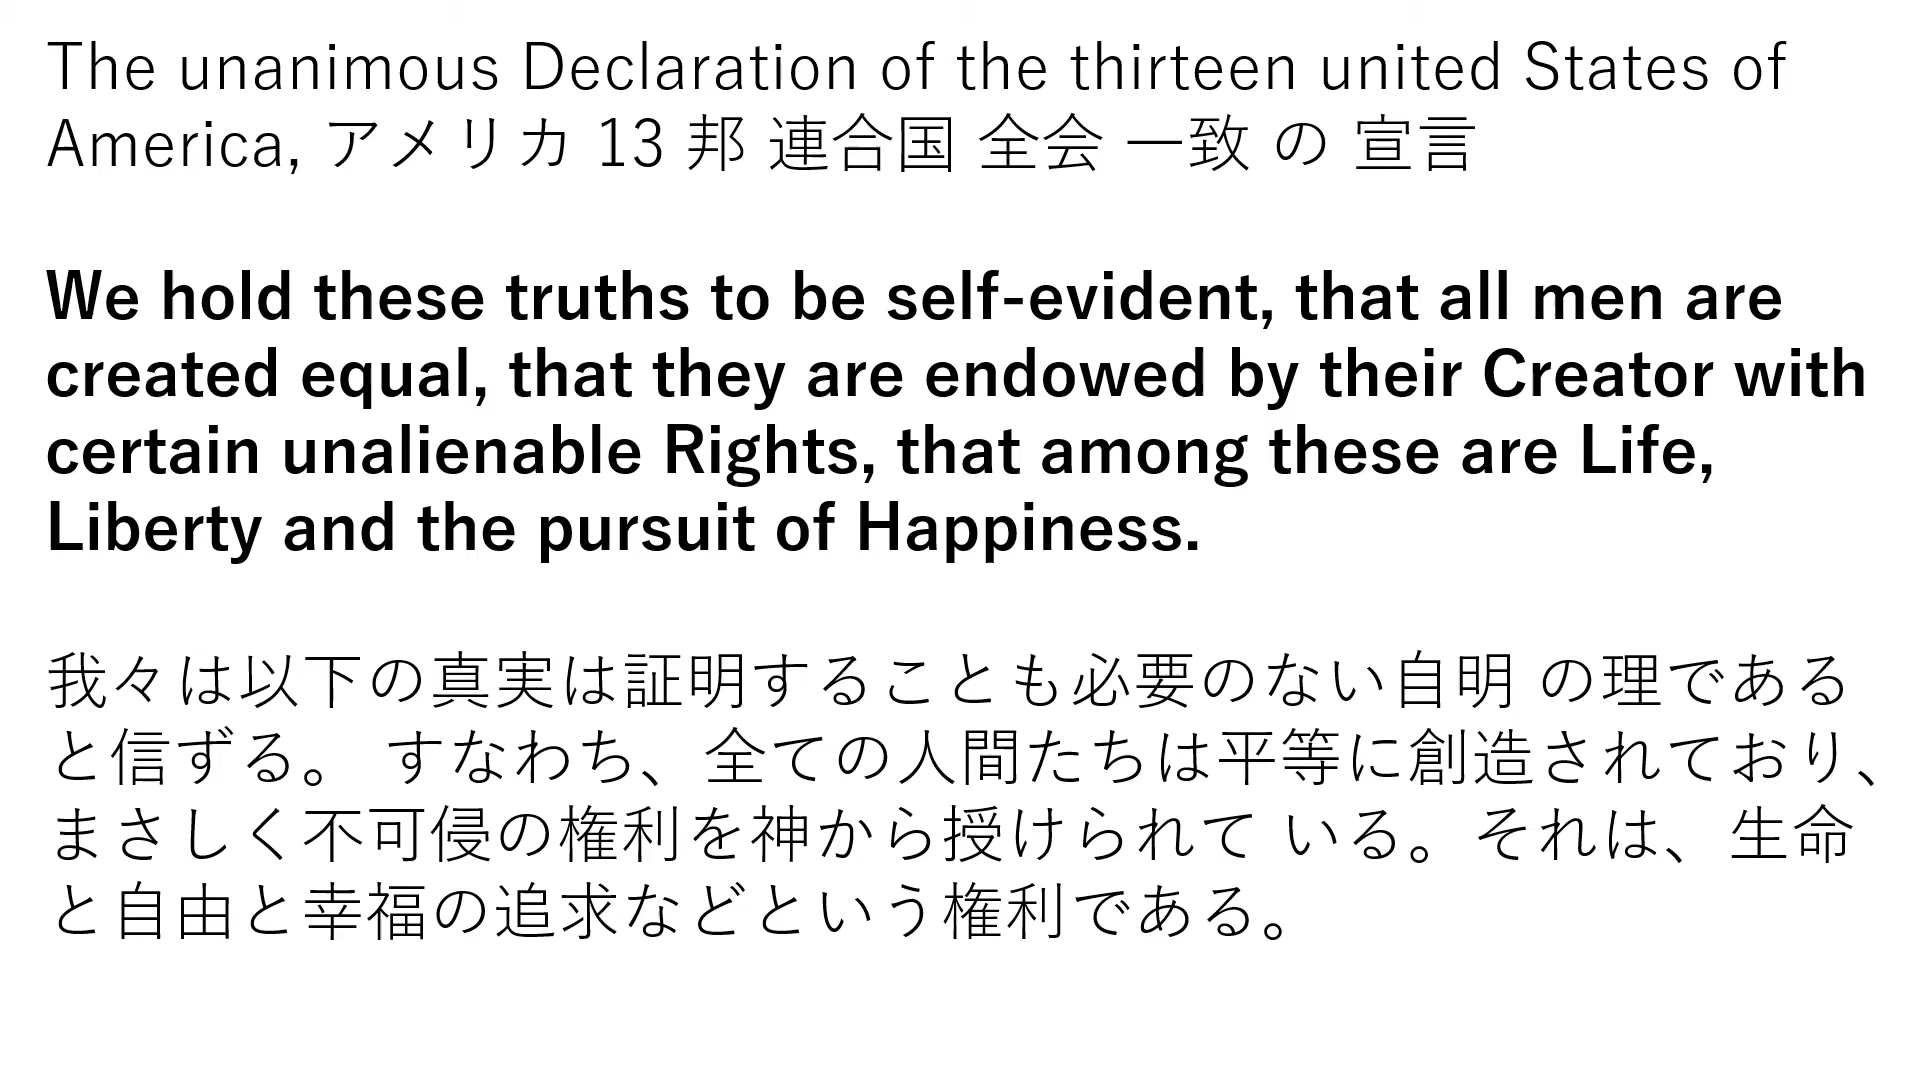 The unanimous Declaration of the thirteen united States of
America, アメリカ 13 邦 連合国 全会 一致 の 宣言
We hold these truths to be self-evident, that all men are
created equal, that they are endowed by their Creator with
certain unalienable Rights, that among these are Life,
Liberty and the pursuit of Happiness.
我々は以下の真実は証明することも必要のない自明 の理である
と信ずる。 すなわち、全ての人間たちは平等に創造されており、
まさしく不可侵の権利を神から授けられて いる。それは、生命
と自由と幸福の追求などという権利である。